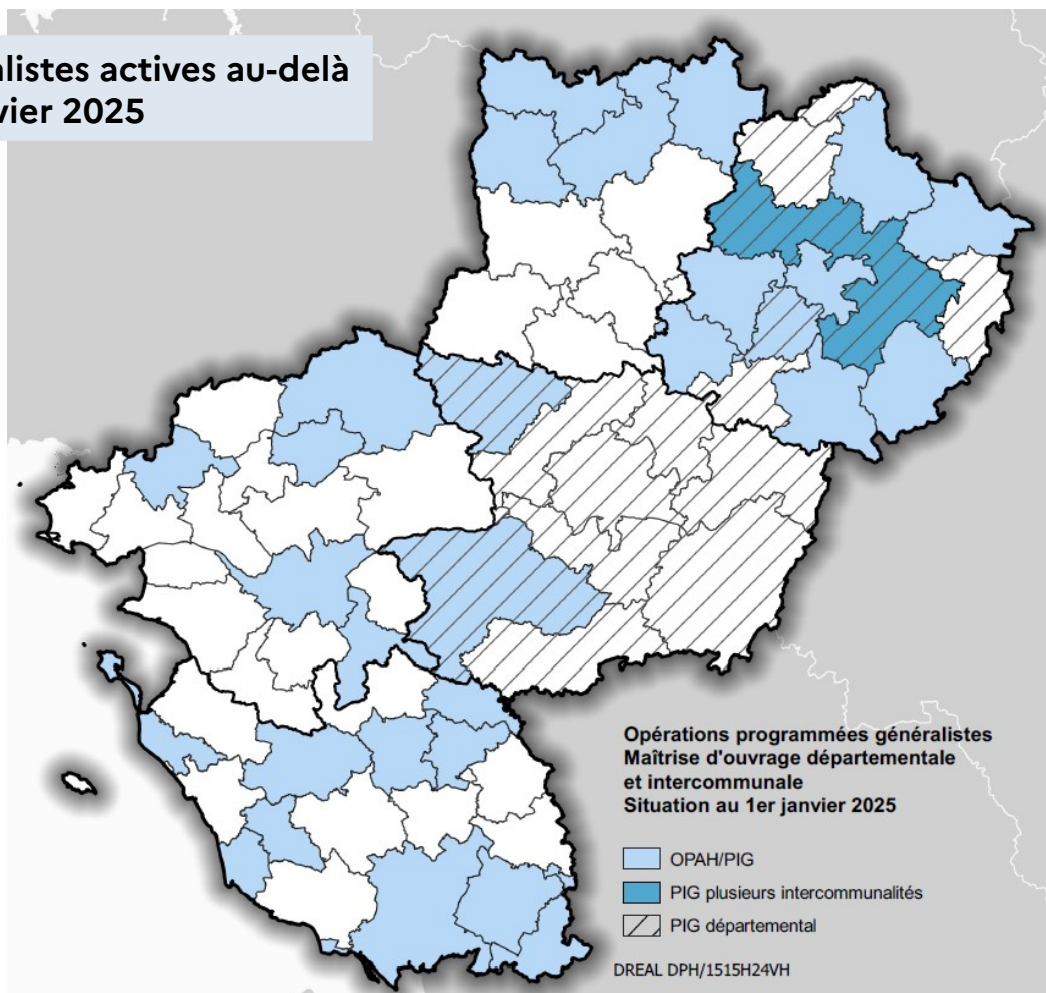 alistes actives au-delà
vier 2025
Opérations programmées généralistes
Maîtrise d'ouvrage départementale
et intercommunale
Situation au 1er janvier 2025
OPAH/PIG
PIG plusieurs intercommunalités
PIG départemental
DREAL DPH/1515H24VH